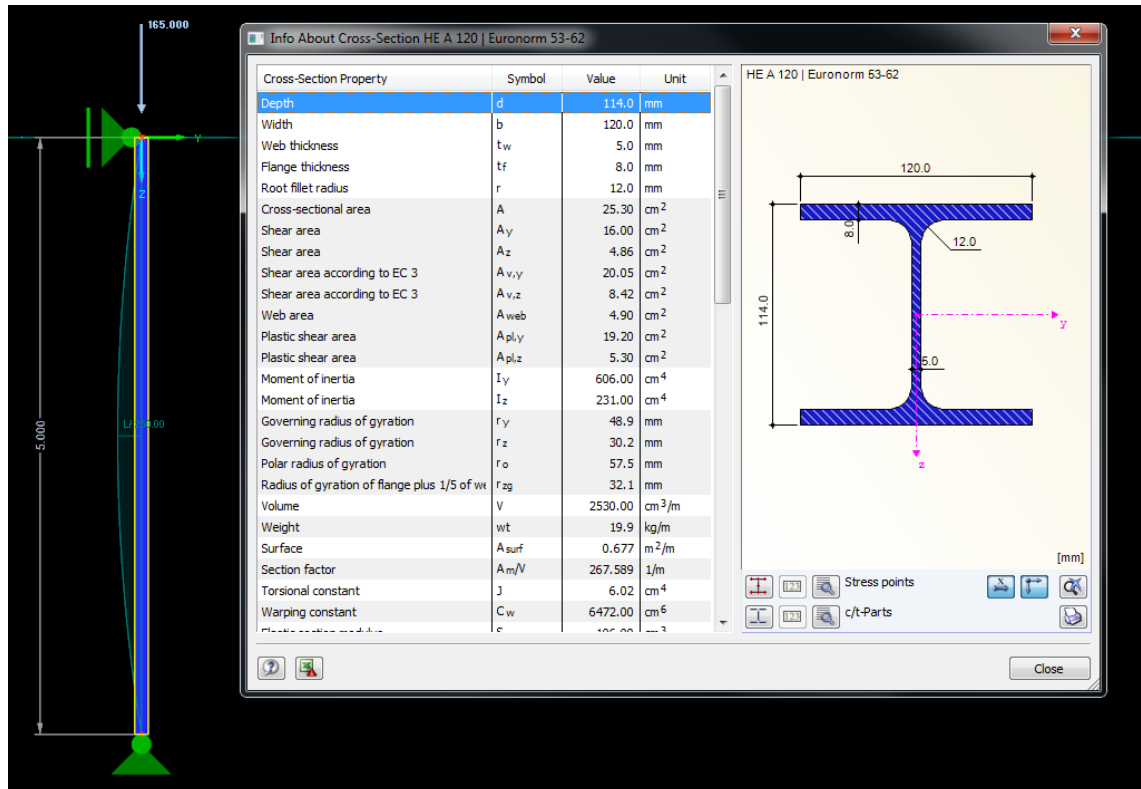 165.000
Y
Z
5.000
Info About Cross-Section HE A 120 | Euronorm 53-62
Cross-Section Property Symbol Value Unit
Depth d 114.0 mm
Width b 120.0 mm
Web thickness tw 5.0 mm
Flange thickness tf 8.0 mm
Root fillet radius r 12.0 mm
Cross-sectional area A 25.30 cm2
Shear area Ay 16.00 cm2
Shear area Az 4.86 cm2
Shear area according to EC 3 Av,y 20.05 cm2
Shear area according to EC 3 Av,z 8.42 cm2
Web area Aweb 4.90 cm2
Plastic shear area Apl,y 19.20 cm2
Plastic shear area Apl,z 5.30 cm2
Moment of inertia Iy 606.00 cm4
Moment of inertia Iz 231.00 cm4
Governing radius of gyration ry 48.9 mm
Governing radius of gyration rz 30.2 mm
Polar radius of gyration ro 57.5 mm
Radius of gyration of flange plus 1/5 of we rzg 32.1 mm
Volume V 2530.00 cm3/m
Weight wt 19.9 kg/m
Surface Asurf 0.677 m2/m
Section factor Am/V 267.589 1/m
Torsional constant J 6.02 cm4
Warping constant Cw 6472.00 cm6
HE A 120 | Euronorm 53-62
120.0
8.0
12.0
114.0
y
5.0
z
[mm]
Stress points
c/t-Parts
Close